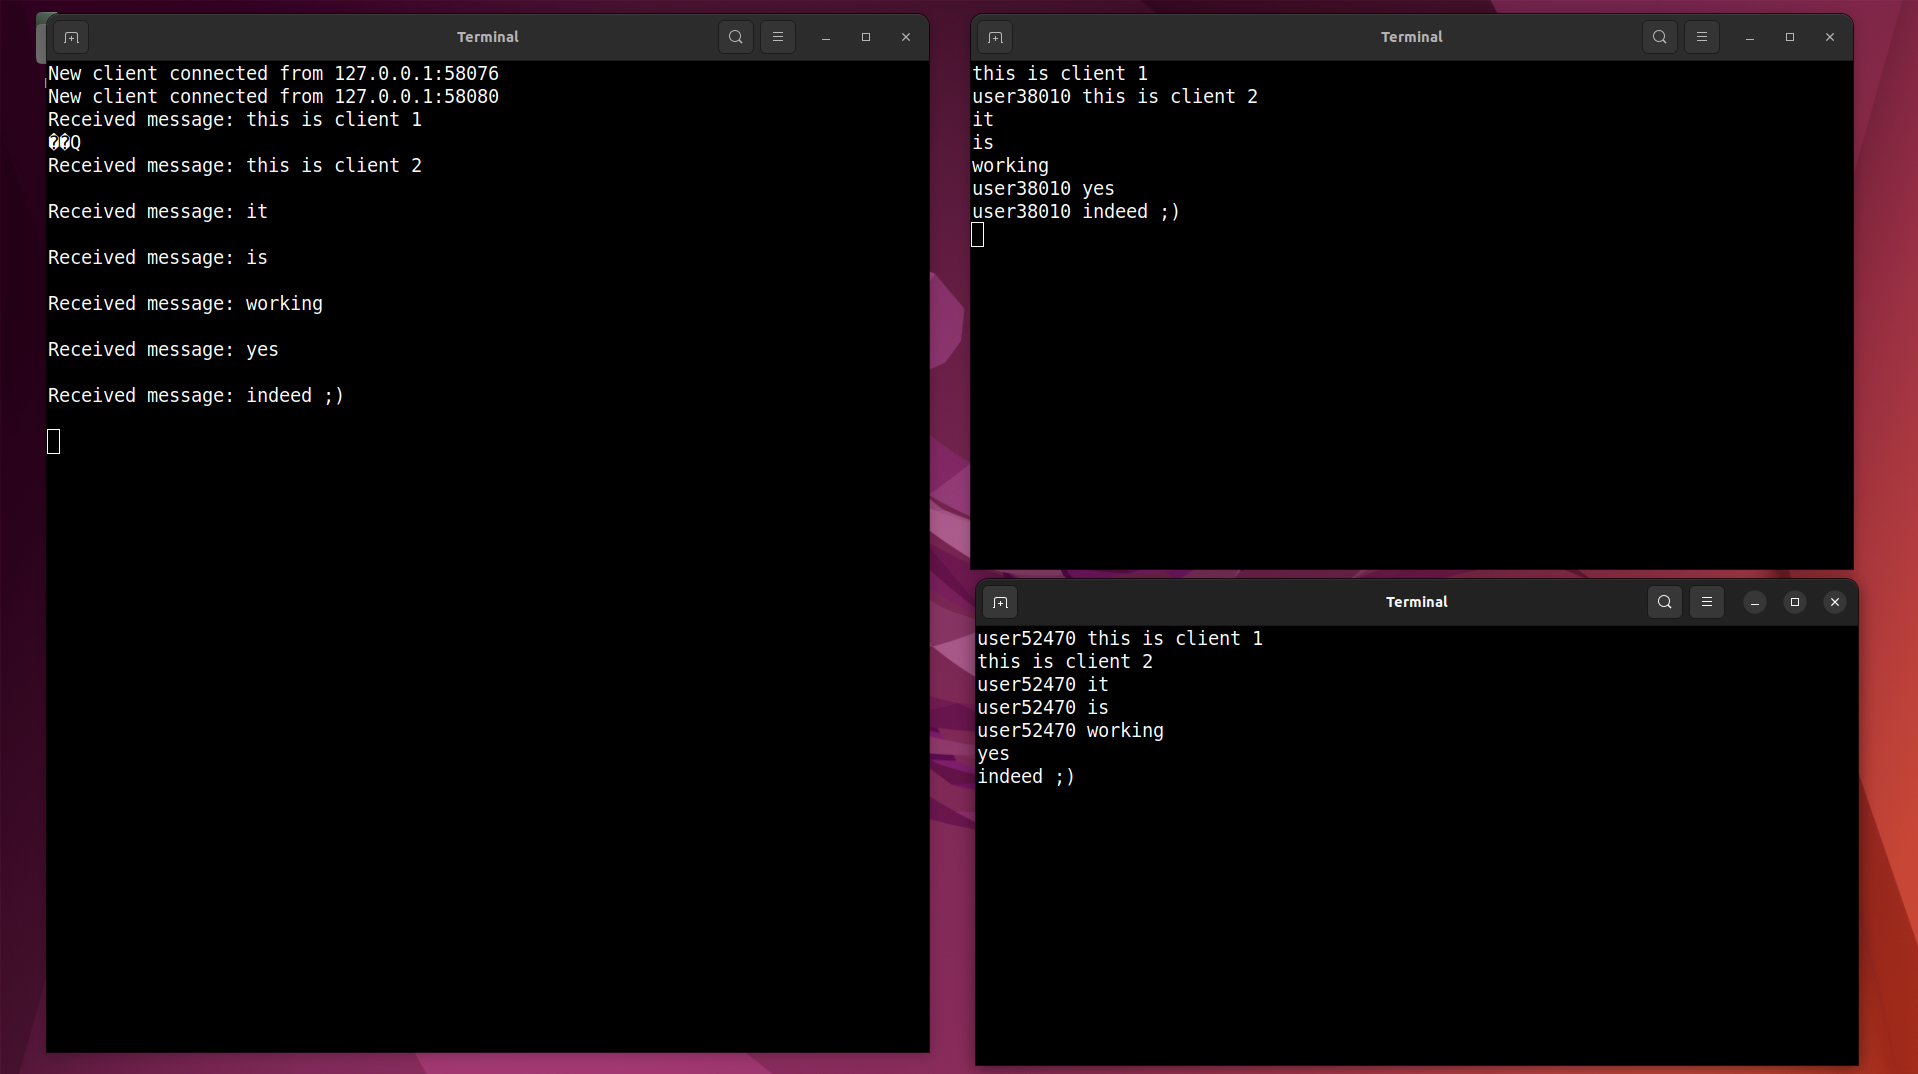 Terminal
New client connected from 127.0.0.1:58076
New client connected from 127.0.0.1:58080
Received message: this is client 1
��Q
Received message: this is client 2
Received message: it
Received message: is
Received message: working
Received message: yes
Received message: indeed ;)
Terminal
this is client 1
user38010 this is client 2
it
is
working
user38010 yes
user38010 indeed ;)
Terminal
user52470 this is client 1
this is client 2
user52470 it
user52470 is
user52470 working
yes
indeed ;)